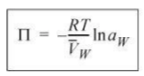 Π = − RT / V̅_W ln a_W